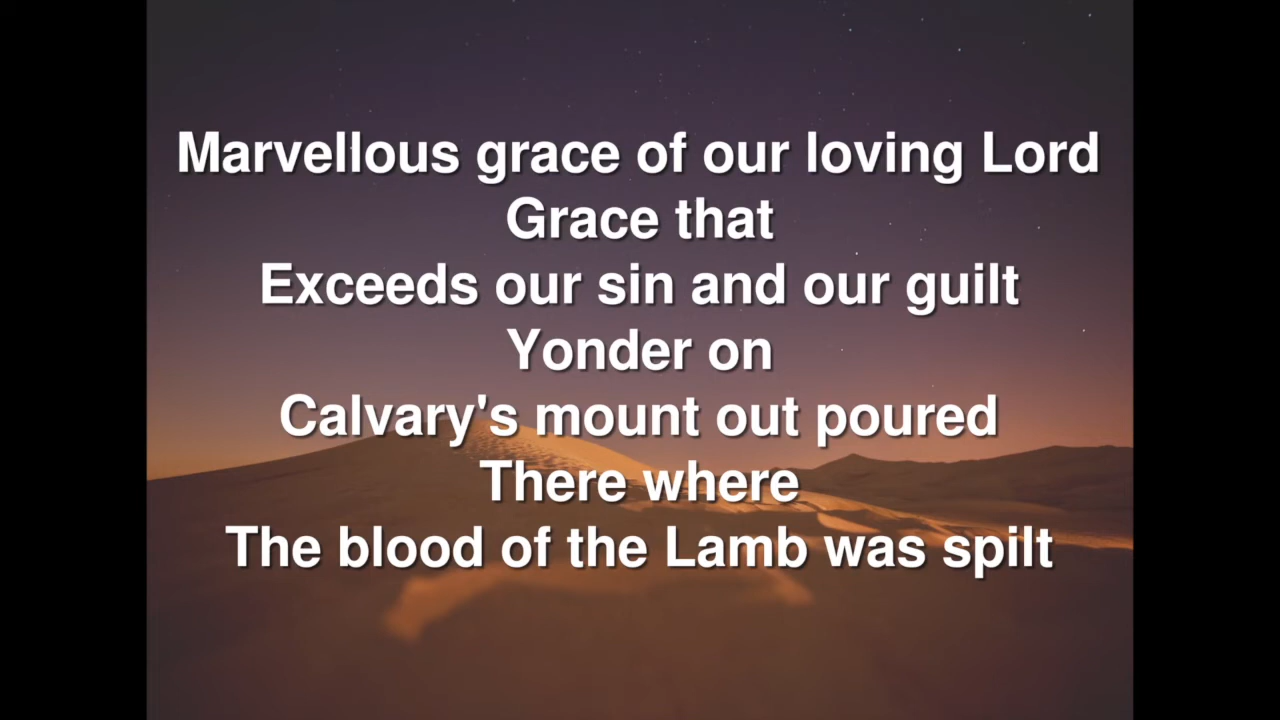 Marvellous grace of our loving Lord
Grace that
Exceeds our sin and our guilt
Yonder on
Calvary's mount out poured
There where
The blood of the Lamb was spilt